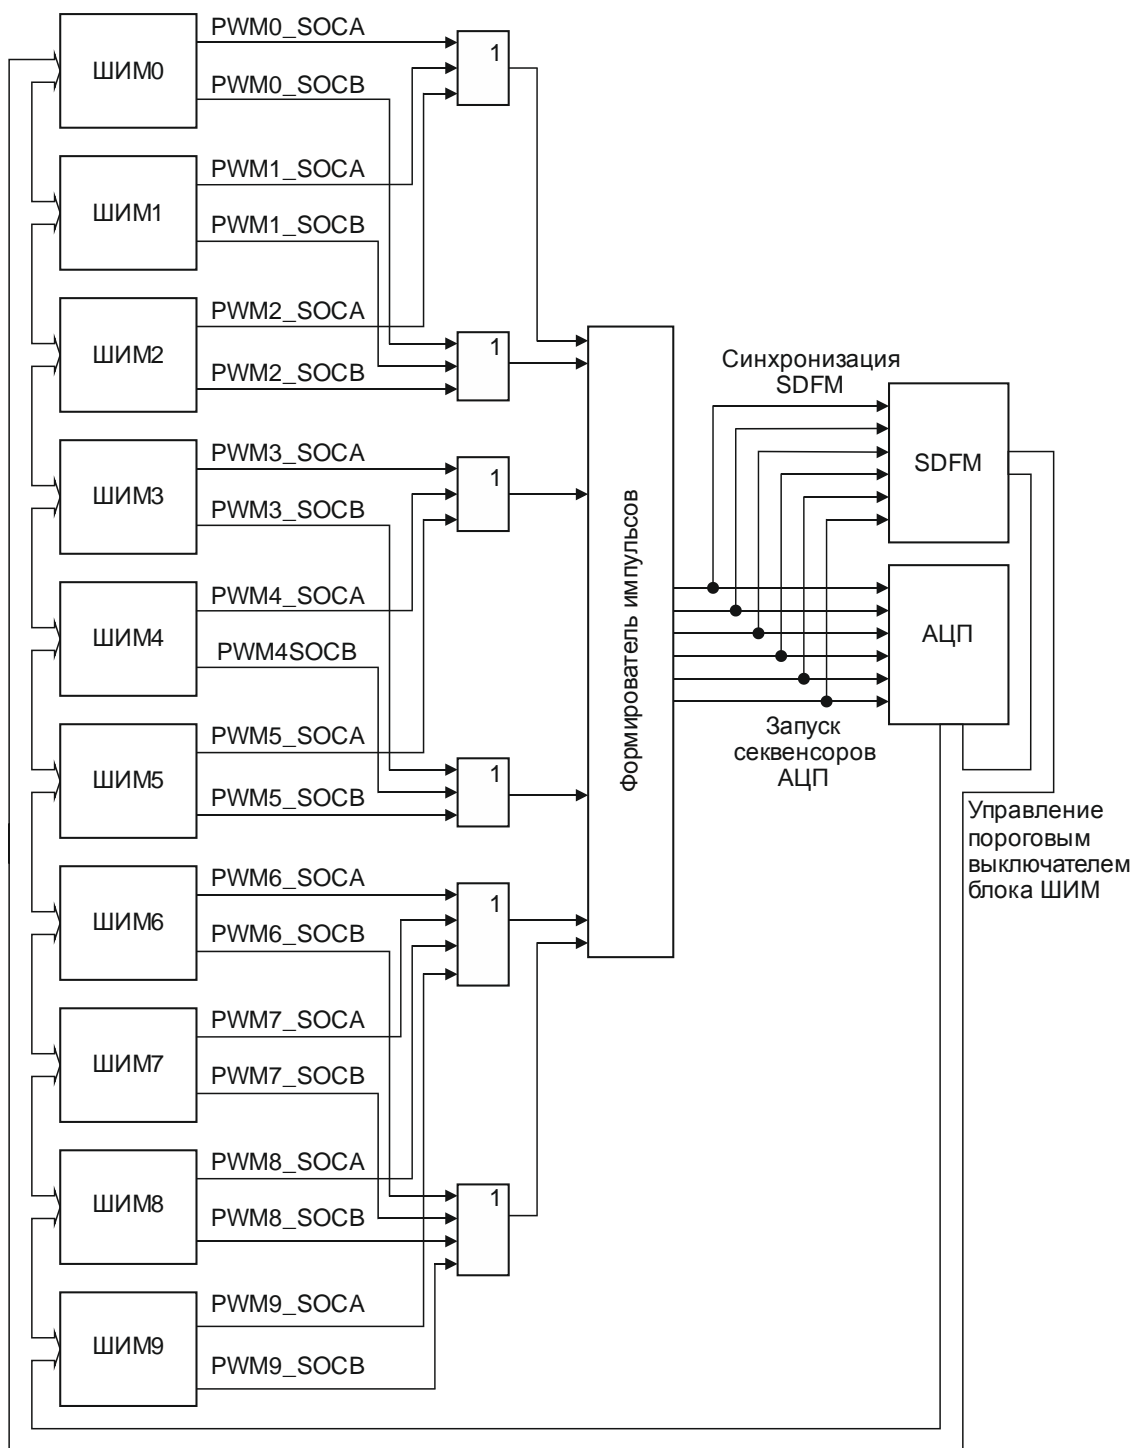 PWM0_SOCA
1
ШИМ0
PWM0_SOCB
PWM1_SOCA
ШИМ1
PWM1_SOCB
PWM2_SOCA
ШИМ2
1
PWM2_SOCB
Синхронизация
SDFM
PWM3_SOCA
1
ШИМ3
PWM3_SOCB
SDFM
Формирователь импульсов
PWM4_SOCA
ШИМ4
PWM4SOCB
АЦП
PWM5_SOCA
ШИМ5
1
PWM5_SOCB
Запуск
секвенсоров
АЦП
Управление
пороговым
выключателем
блока ШИМ
PWM6_SOCA
1
ШИМ6
PWM6_SOCB
PWM7_SOCA
ШИМ7
PWM7_SOCB
PWM8_SOCA
ШИМ8
1
PWM8_SOCB
PWM9_SOCA
ШИМ9
PWM9_SOCB